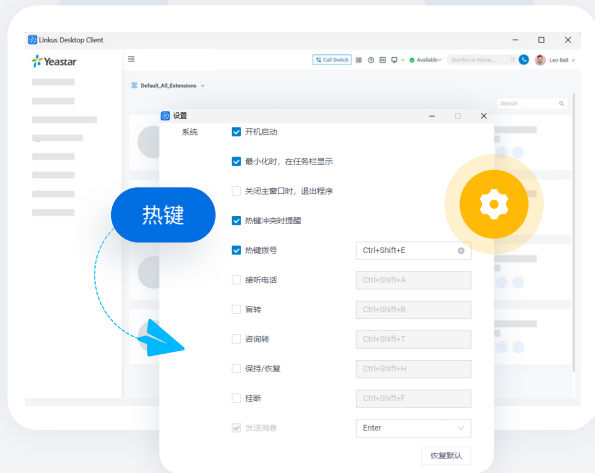 Linkus Desktop Client
Yeastar
Call Switch
Available
Number or Name...
Leo Ball
Default_All_Extensions
Search
设置
系统
开机启动
最小化时，在任务栏显示
关闭主窗口时，退出程序
热键
热键冲突时提醒
热键拨号
Ctrl+Shift+E
接听电话
Ctrl+Shift+A
盲转
Ctrl+Shift+B
咨询转
Ctrl+Shift+T
保持/恢复
Ctrl+Shift+H
挂断
Ctrl+Shift+F
发送消息
Enter
恢复默认